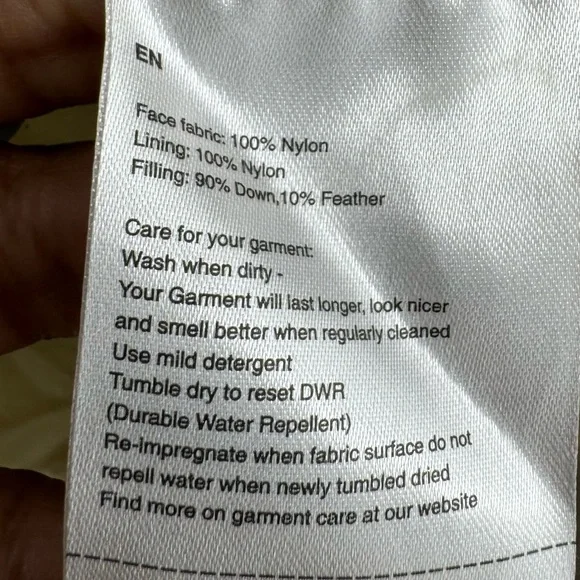 EN
Face fabric: 100% Nylon
Lining: 100% Nylon
Filling: 90% Down,10% Feather
Care for your garment:
Wash when dirty -
Your Garment will last longer, look nicer
and smell better when regularly cleaned
Use mild detergent
Tumble dry to reset DWR
(Durable Water Repellent)
Re-impregnate when fabric surface do not
repell water when newly tumbled dried
Find more on garment care at our website